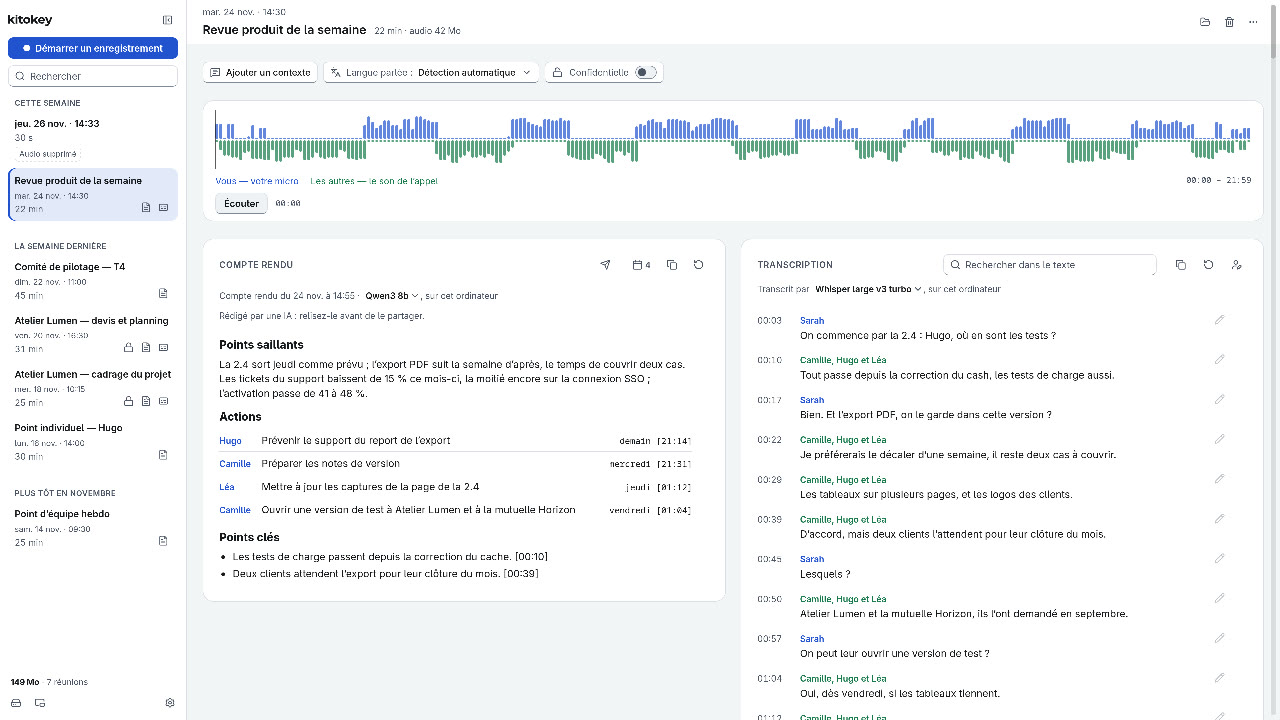 kitokey
Démarrer un enregistrement
Rechercher
CETTE SEMAINE
jeu. 26 nov. · 14:33
30 s
Audio supprimé
Revue produit de la semaine
mar. 24 nov. · 14:30
22 min
LA SEMAINE DERNIÈRE
Comité de pilotage — T4
dim. 22 nov. · 11:00
45 min
Atelier Lumen — devis et planning
ven. 20 nov. · 16:30
31 min
Atelier Lumen — cadrage du projet
mer. 18 nov. · 10:15
25 min
Point individuel — Hugo
lun. 16 nov. · 14:00
30 min
PLUS TÔT EN NOVEMBRE
Point d'équipe hebdo
sam. 14 nov. · 09:30
25 min
149 Mo · 7 réunions
mar. 24 nov. · 14:30
Revue produit de la semaine 22 min · audio 42 Mo
Ajouter un contexte
Langue parlée : Détection automatique
Confidentielle
Vous — votre micro Les autres — le son de l'appel
00:00 – 21:59
Écouter 00:00
COMPTE RENDU
4
Compte rendu du 24 nov. à 14:55 · Qwen3 8b, sur cet ordinateur
Rédigé par une IA : relisez-le avant de le partager.
Points saillants
La 2.4 sort jeudi comme prévu ; l'export PDF suit la semaine d'après, le temps de couvrir deux cas.
Les tickets du support baissent de 15 % ce mois-ci, la moitié encore sur la connexion SSO ;
l'activation passe de 41 à 48 %.
Actions
Hugo Prévenir le support du report de l'export demain [21:14]
Camille Préparer les notes de version mercredi [21:31]
Léa Mettre à jour les captures de la page de la 2.4 jeudi [01:12]
Camille Ouvrir une version de test à Atelier Lumen et à la mutuelle Horizon vendredi [01:04]
Points clés
• Les tests de charge passent depuis la correction du cache. [00:10]
• Deux clients attendent l'export pour leur clôture du mois. [00:39]
TRANSCRIPTION
Rechercher dans le texte
Transcrit par Whisper large v3 turbo, sur cet ordinateur
00:03 Sarah
On commence par la 2.4 : Hugo, où en sont les tests ?
00:10 Camille, Hugo et Léa
Tout passe depuis la correction du cash, les tests de charge aussi.
00:17 Sarah
Bien. Et l'export PDF, on le garde dans cette version ?
00:22 Camille, Hugo et Léa
Je préférerais le décaler d'une semaine, il reste deux cas à couvrir.
00:29 Camille, Hugo et Léa
Les tableaux sur plusieurs pages, et les logos des clients.
00:39 Camille, Hugo et Léa
D'accord, mais deux clients l'attendent pour leur clôture du mois.
00:45 Sarah
Lesquels ?
00:50 Camille, Hugo et Léa
Atelier Lumen et la mutuelle Horizon, ils l'ont demandé en septembre.
00:57 Sarah
On peut leur ouvrir une version de test ?
01:04 Camille, Hugo et Léa
Oui, dès vendredi, si les tableaux tiennent.
01:12 Camille, Hugo et Léa